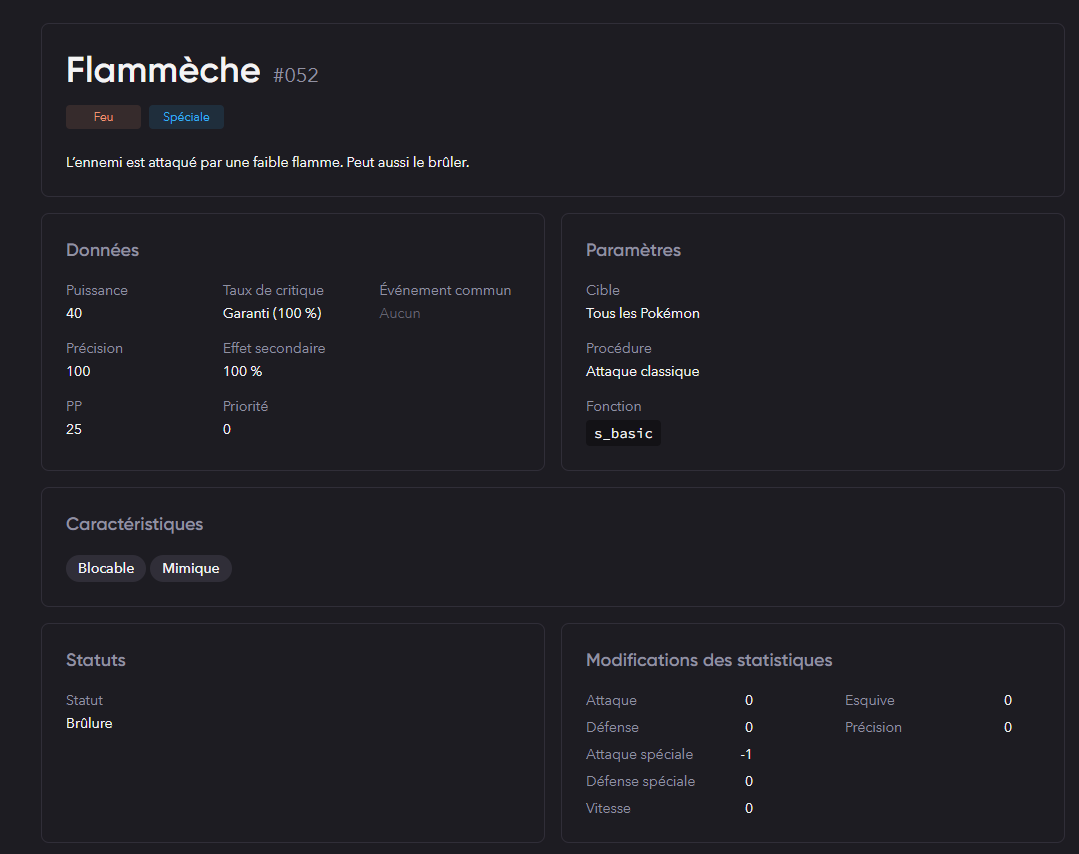 Flammèche #052
Feu Spéciale
L’ennemi est attaqué par une faible flamme. Peut aussi le brûler.
Données
Puissance Taux de critique Événement commun
40 Garanti (100 %) Aucun
Précision Effet secondaire
100 100 %
PP Priorité
25 0
Paramètres
Cible
Tous les Pokémon
Procédure
Attaque classique
Fonction
s_basic
Caractéristiques
Blocable Mimique
Statuts
Statut
Brûlure
Modifications des statistiques
Attaque 0 Esquive 0
Défense 0 Précision 0
Attaque spéciale -1
Défense spéciale 0
Vitesse 0